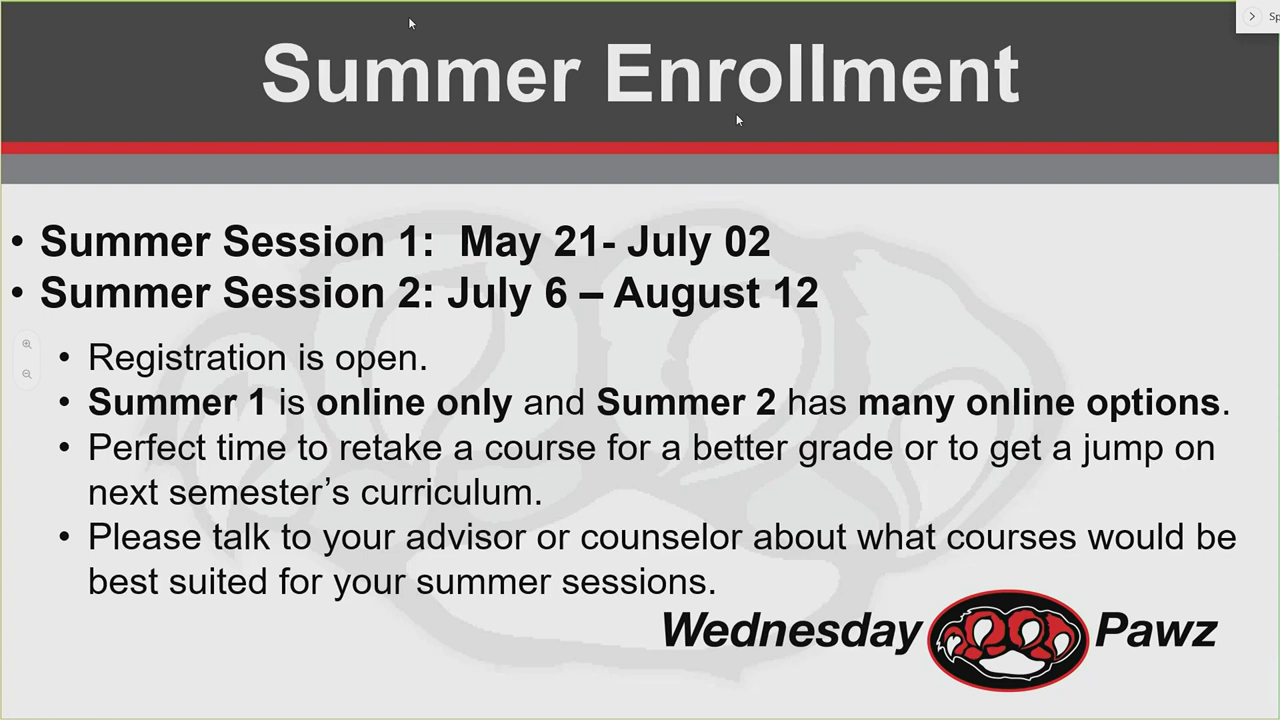 Summer Enrollment
Sp
• Summer Session 1:  May 21- July 02
• Summer Session 2: July 6 – August 12
• Registration is open.
• Summer 1 is online only and Summer 2 has many online options.
• Perfect time to retake a course for a better grade or to get a jump on
next semester’s curriculum.
• Please talk to your advisor or counselor about what courses would be
best suited for your summer sessions.
Wednesday Pawz